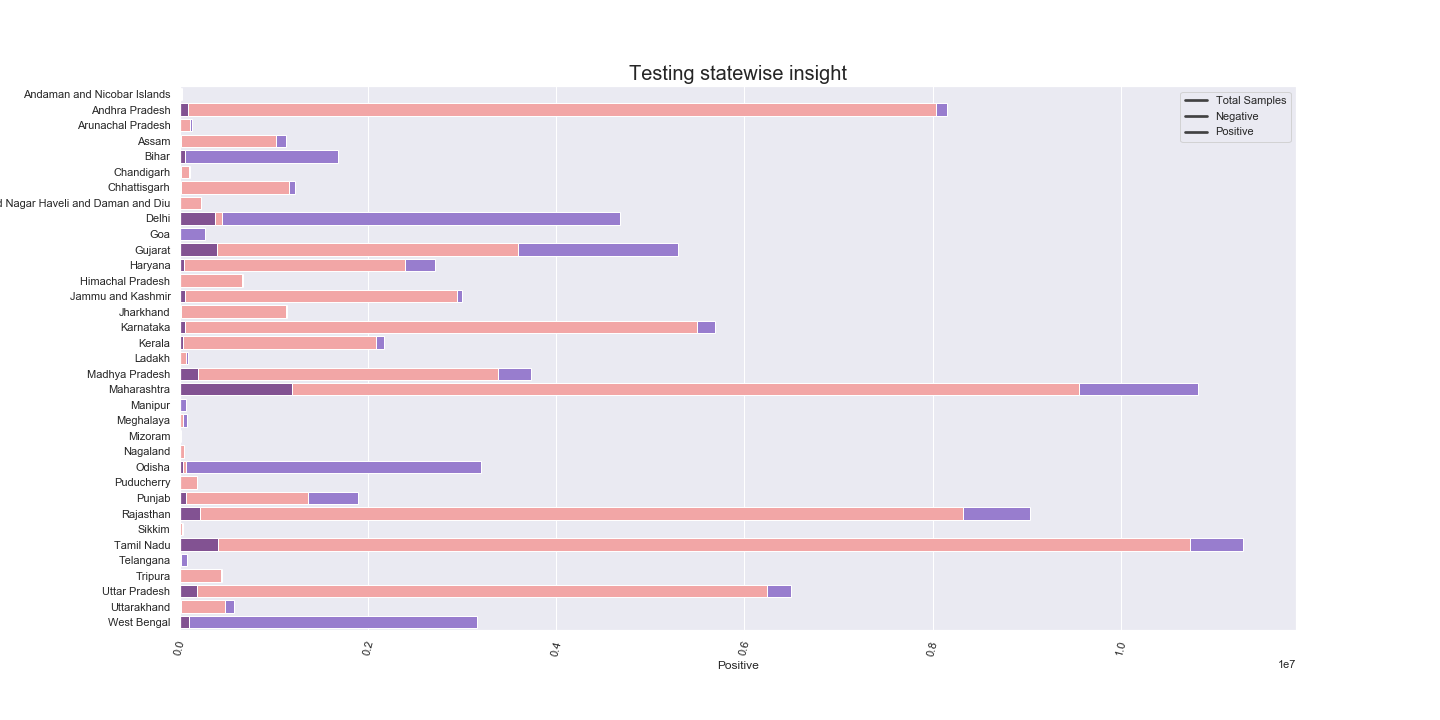 Testing statewise insight
Total Samples
Negative
Positive
Andaman and Nicobar Islands
Andhra Pradesh
Arunachal Pradesh
Assam
Bihar
Chandigarh
Chhattisgarh
Nagar Haveli and Daman and Diu
Delhi
Goa
Gujarat
Haryana
Himachal Pradesh
Jammu and Kashmir
Jharkhand
Karnataka
Kerala
Ladakh
Madhya Pradesh
Maharashtra
Manipur
Meghalaya
Mizoram
Nagaland
Odisha
Puducherry
Punjab
Rajasthan
Sikkim
Tamil Nadu
Telangana
Tripura
Uttar Pradesh
Uttarakhand
West Bengal
0.0 0.2 0.4 0.6 0.8 1.0
Positive
1e7